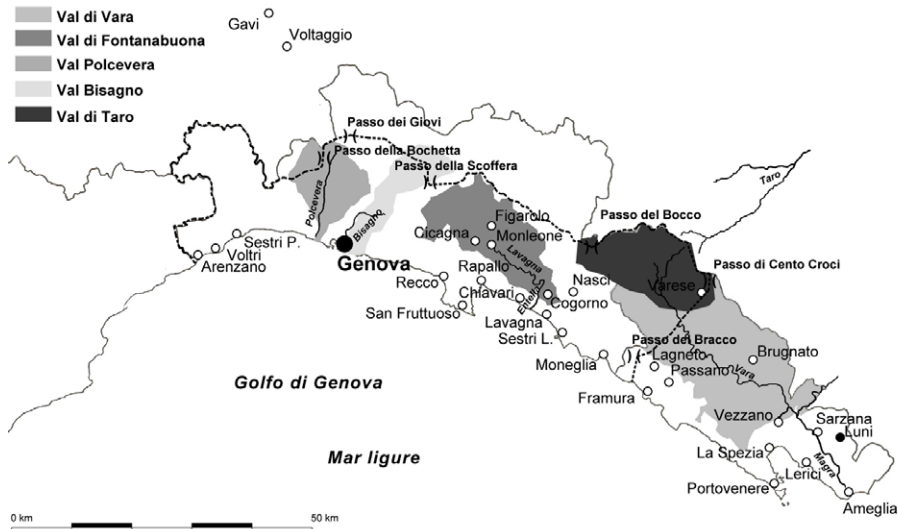 Val di Vara
Val di Fontanabuona
Val Polcevera
Val Bisagno
Val di Taro
Gavi
Voltaggio
Passo dei Giovi
Passo della Bochetta
Passo della Scoffera
Polcevera
Bisagno
Sestri P.
Voltri
Arenzano
Genova
Figarolo
Cicagna
Monleone
Lavagna
Rapallo
Recco
Chiavari
Entella
San Fruttuoso
Nasci
Cogorno
Lavagna
Sestri L.
Moneglia
Taro
Passo del Bocco
Passo di Cento Croci
Varese
Passo del Bracco
Lagneto
Passano
Vara
Brugnato
Framura
Vezzano
Sarzana
Luni
La Spezia
Magra
Lerici
Portovenere
Ameglia
Golfo di Genova
Mar ligure
0 km
50 km